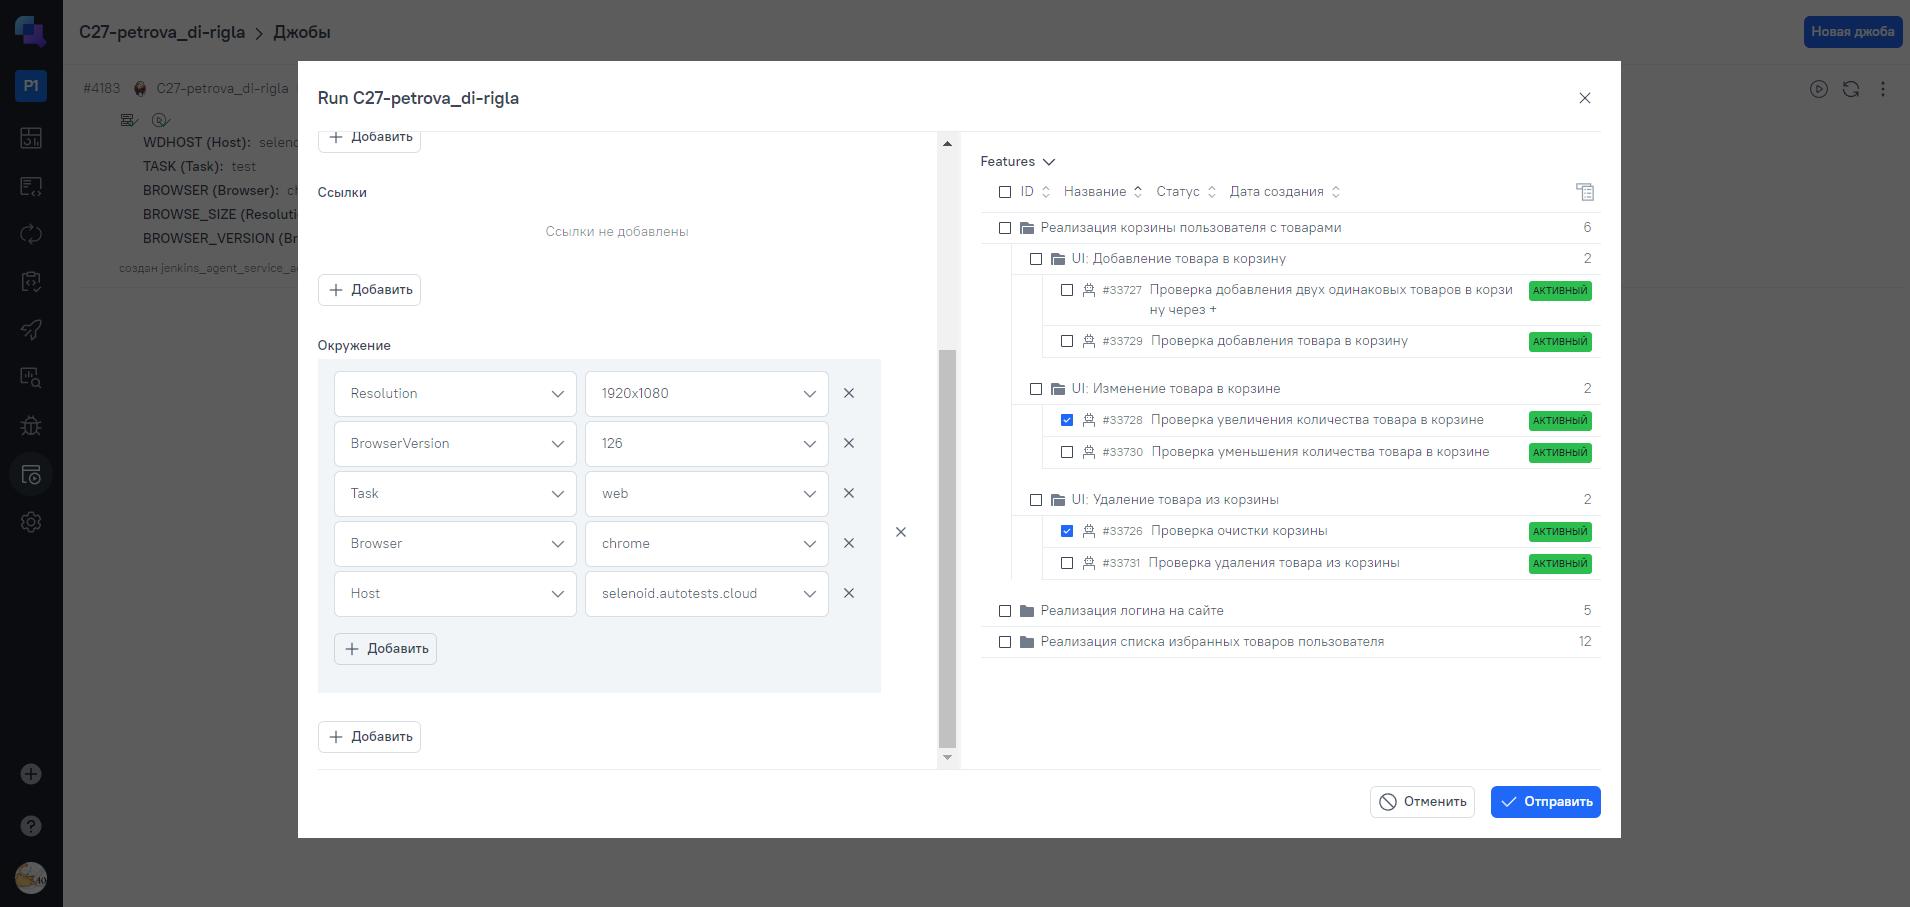 C27-petrova_di-rigla > Джобы
Новая джоба
P1
#4183 C27-petrova_di-rigla
WDHOST (Host): selen
TASK (Task): test
BROWSER (Browser): ch
BROWSE_SIZE (Resoluti
BROWSER_VERSION (Br
создан jenkins_agent_service_a
Run C27-petrova_di-rigla
Добавить
Ссылки
Ссылки не добавлены
Добавить
Окружение
Resolution 1920x1080
BrowserVersion 126
Task web
Browser chrome
Host selenoid.autotests.cloud
Добавить
Добавить
Features
ID Название Статус Дата создания
Реализация корзины пользователя с товарами 6
UI: Добавление товара в корзину 2
#33727 Проверка добавления двух одинаковых товаров в корзи АКТИВНЫЙ
ну через +
#33729 Проверка добавления товара в корзину АКТИВНЫЙ
UI: Изменение товара в корзине 2
#33728 Проверка увеличения количества товара в корзине АКТИВНЫЙ
#33730 Проверка уменьшения количества товара в корзине АКТИВНЫЙ
UI: Удаление товара из корзины 2
#33726 Проверка очистки корзины АКТИВНЫЙ
#33731 Проверка удаления товара из корзины АКТИВНЫЙ
Реализация логина на сайте 5
Реализация списка избранных товаров пользователя 12
Отменить
Отправить